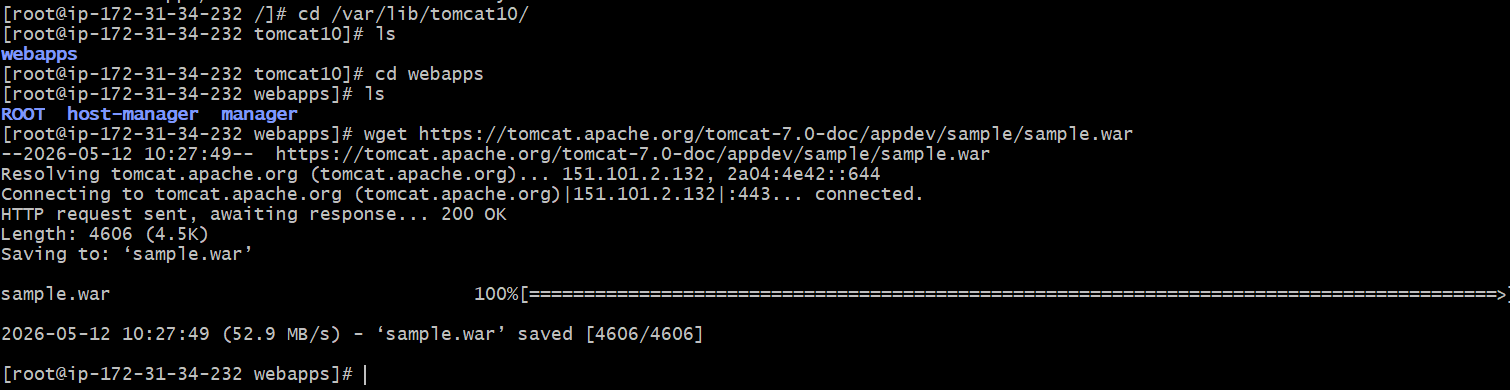 [root@ip-172-31-34-232 /]# cd /var/lib/tomcat10/
[root@ip-172-31-34-232 tomcat10]# ls
webapps
[root@ip-172-31-34-232 tomcat10]# cd webapps
[root@ip-172-31-34-232 webapps]# ls
ROOT  host-manager  manager
[root@ip-172-31-34-232 webapps]# wget https://tomcat.apache.org/tomcat-7.0-doc/appdev/sample/sample.war
--2026-05-12 10:27:49--  https://tomcat.apache.org/tomcat-7.0-doc/appdev/sample/sample.war
Resolving tomcat.apache.org (tomcat.apache.org)... 151.101.2.132, 2a04:4e42::644
Connecting to tomcat.apache.org (tomcat.apache.org)|151.101.2.132|:443... connected.
HTTP request sent, awaiting response... 200 OK
Length: 4606 (4.5K)
Saving to: ‘sample.war’
sample.war 100%[========================================================================================>]
2026-05-12 10:27:49 (52.9 MB/s) - ‘sample.war’ saved [4606/4606]
[root@ip-172-31-34-232 webapps]#